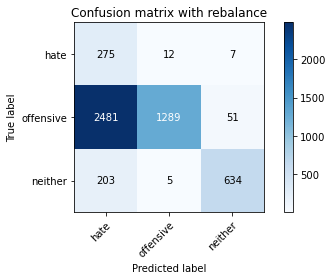 Confusion matrix with rebalance
hate 275 12 7
offensive 2481 1289 51
neither 203 5 634
hate offensive neither
True label
Predicted label
2000
1500
1000
500